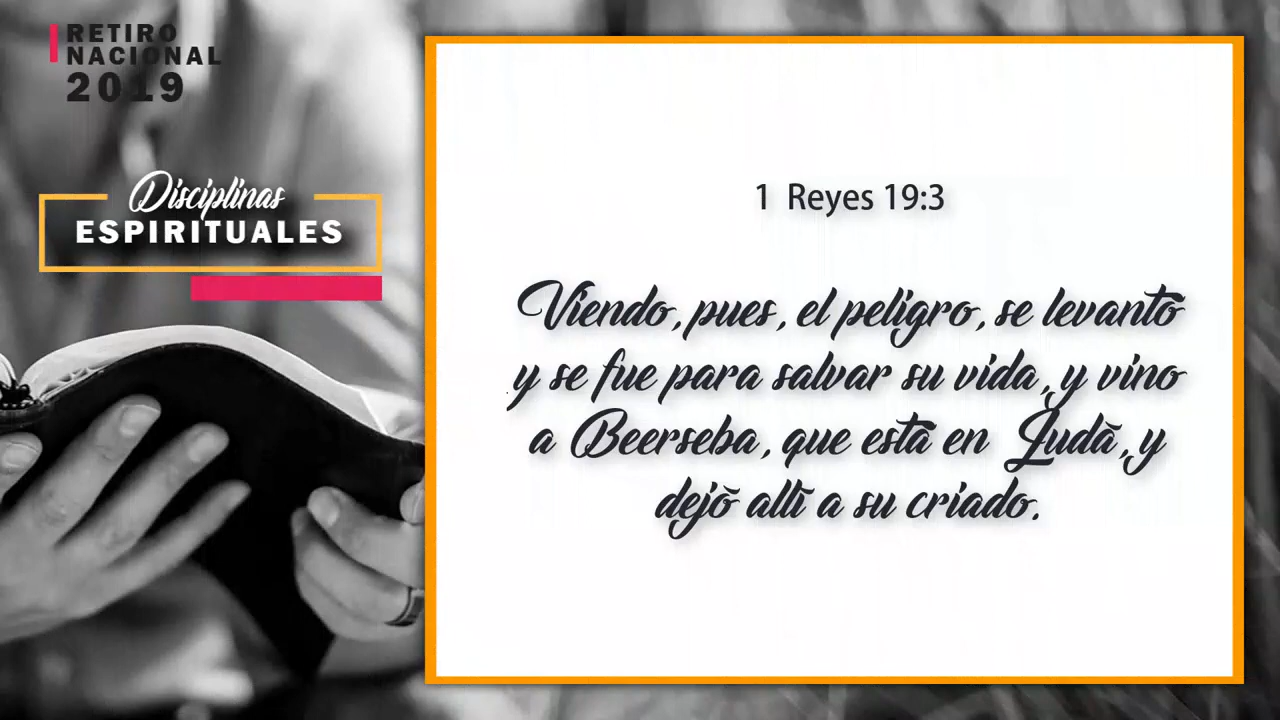 RETIRO
NACIONAL
2019
Disciplinas
ESPIRITUALES
1 Reyes 19:3
Viendo, pues, el peligro, se levantó
y se fue para salvar su vida, y vino
a Beerseba, que está en Judá, y
dejó allí a su criado.